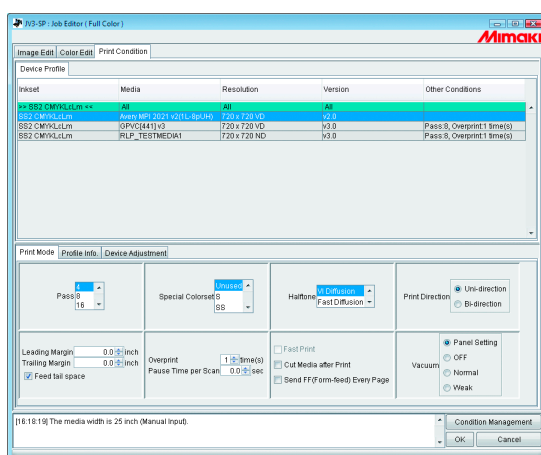 JV3-SP : Job Editor ( Full Color )
Mimaki
Image Edit Color Edit Print Condition
Device Profile
Inkset Media Resolution Version Other Conditions
>> SS2 CMYKLcLm << All All All
SS2 CMYKLcLm Avery MPI 2021 v2(1L-8pUH) 720 x 720 VD v2.0
SS2 CMYKLcLm GPVC[441] v3 720 x 720 VD v3.0 Pass:8, Overprint:1 time(s)
SS2 CMYKLcLm RLP_TESTMEDIA1 720 x 720 ND v3.0 Pass:8, Overprint:1 time(s)
Print Mode Profile Info. Device Adjustment
Pass 4 8 16
Special Colorset Unused S SS
Halftone VI Diffusion Fast Diffusion
Print Direction Uni-direction Bi-direction
Leading Margin 0.0 inch
Trailing Margin 0.0 inch
Feed tail space
Overprint 1 time(s)
Pause Time per Scan 0.0 sec
Fast Print
Cut Media after Print
Send FF(Form-feed) Every Page
Vacuum Panel Setting
OFF
Normal
Weak
[16:18:19] The media width is 25 inch (Manual Input).
Condition Management
OK Cancel